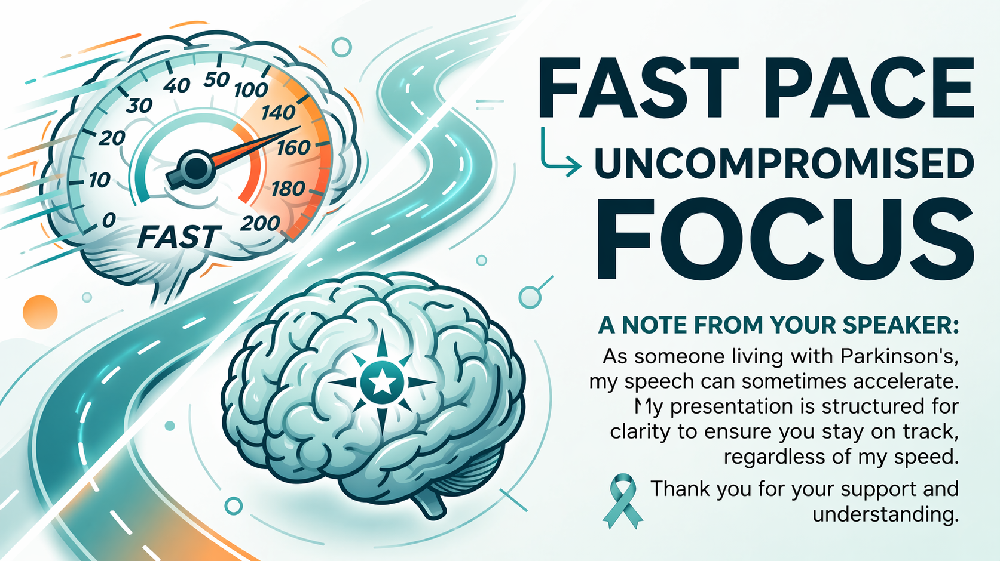 0
10
20
30
40
50
100
140
160
180
200
FAST
FAST PACE
UNCOMPROMISED
FOCUS
A NOTE FROM YOUR SPEAKER:
As someone living with Parkinson's,
my speech can sometimes accelerate.
My presentation is structured for
clarity to ensure you stay on track,
regardless of my speed.
Thank you for your support and
understanding.